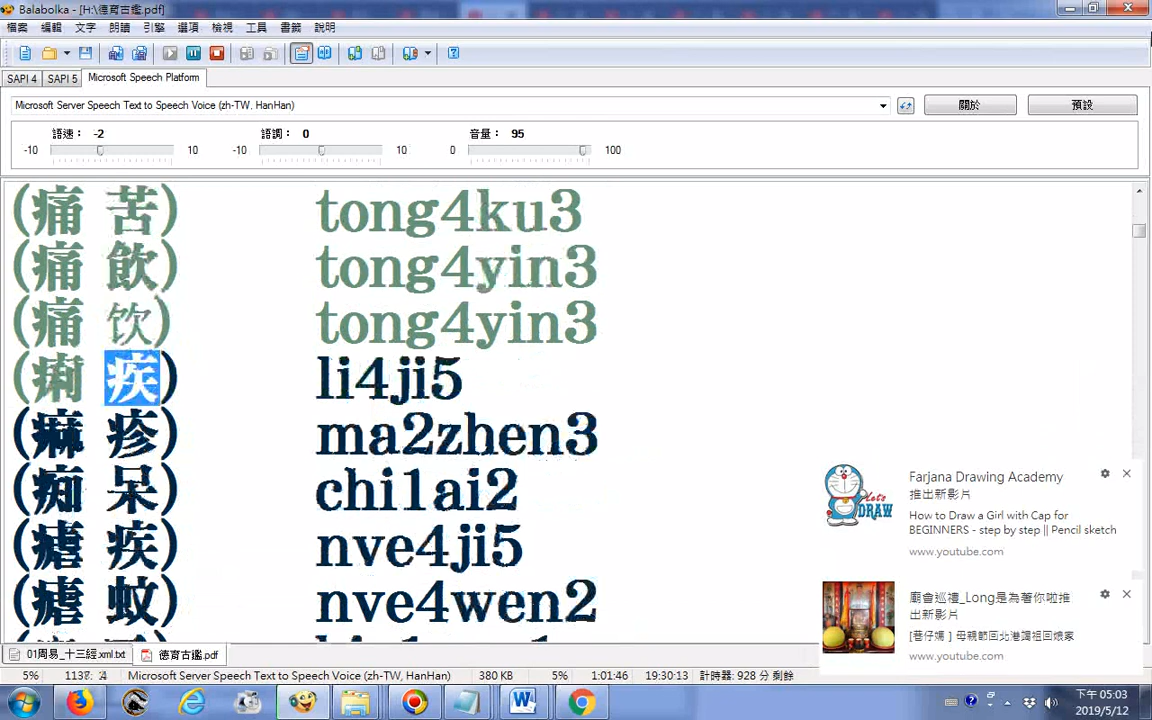 Balabolka - [H:\德育古鑑.pdf]
檔案 編輯 文字 朗讀 引擎 選項 檢視 工具 書籤 說明
SAPI 4 SAPI 5 Microsoft Speech Platform
Microsoft Server Speech Text to Speech Voice (zh-TW, HanHan) 關於 預設
語速： -2 語調： 0 音量： 95
-10 10 -10 10 0 100
(痛 苦) tong4ku3
(痛 飲) tong4yin3
(痛 饮) tong4yin3
(痢 疾) li4ji5
(痲 疹) ma2zhen3
(痴 呆) chi1ai2
(瘧 疾) nve4ji5
(瘧 蚊) nve4wen2
Farjana Drawing Academy
推出新影片
How to Draw a Girl with Cap for
BEGINNERS - step by step || Pencil sketch
www.youtube.com
Let's
DRAW
廟會巡禮_Long是為著你啦推
出新影片
母親節回北港謁祖回娘家
www.youtube.com
01周易_十三經.xml.txt 德育古鑑.pdf
5% Microsoft Server Speech Text to Speech Voice (zh-TW, HanHan) 380 KB 5% 1:01:46 19:30:13 計時器: 928 分 剩餘
下午 05:03
2019/5/12